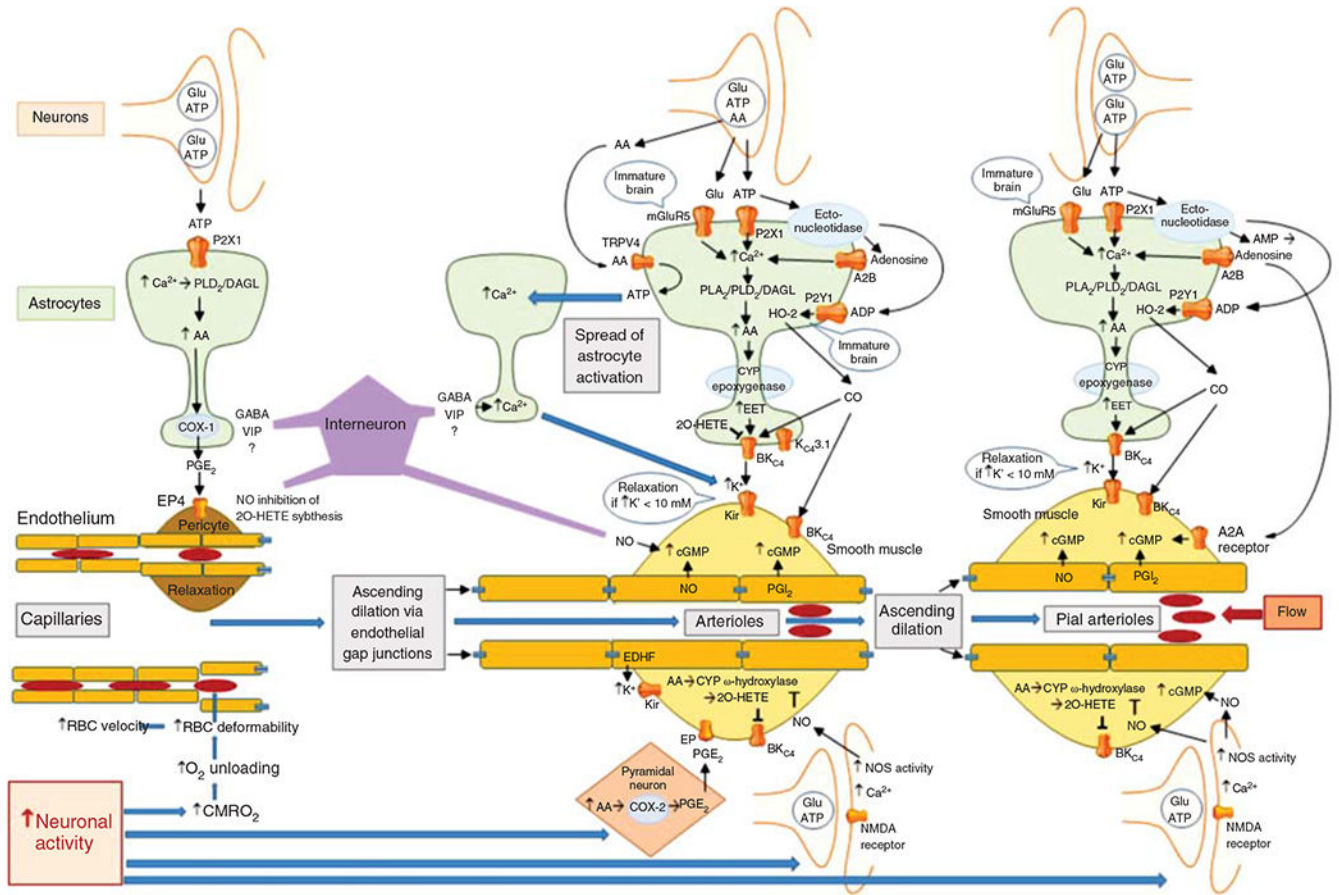 Neurons
Glu
ATP
Glu
ATP
ATP
P2X1
Astrocytes
↑ Ca²⁺ → PLD₂/DAGL
↑ AA
COX-1
GABA
VIP
?
PGE₂
EP4
NO inhibition of
2O-HETE sybthesis
Pericyte
Endothelium
Relaxation
Capillaries
↑RBC velocity
↑RBC deformability
↑O₂ unloading
↑CMRO₂
↑Neuronal
activity
Interneuron
↑Ca²⁺
GABA
VIP
?
↑Ca²⁺
Spread of
astrocyte
activation
Ascending
dilation via
endothelial
gap junctions
Glu
ATP
AA
AA
Immature
brain
Glu
ATP
mGluR5
P2X1
Ecto-
nucleotidase
TRPV4
AA
↑Ca²⁺
Adenosine
A2B
ATP
PLA₂/PLD₂/DAGL
P2Y1
HO-2
ADP
↑ AA
Immature
brain
CYP
epoxygenase
CO
↑EET
2O-HETE
K_C4 3.1
BK_C4
↑K⁺
Relaxation
if ↑K' < 10 mM
Kir
BK_C4
Smooth muscle
NO
↑ cGMP
↑ cGMP
NO
PGI₂
Arterioles
EDHF
↑K⁺
Kir
AA→CYP ω-hydroxylase
→2O-HETE
NO
BK_C4
EP
PGE₂
Pyramidal
neuron
↑ AA→ COX-2 →PGE₂
↑ NOS activity
↑ Ca²⁺
Glu
ATP
NMDA
receptor
Ascending
dilation
Glu
ATP
Glu
ATP
Immature
brain
Glu
ATP
mGluR5
P2X1
Ecto-
nucleotidase
AMP →
Adenosine
↑Ca²⁺
A2B
PLA₂/PLD₂/DAGL
P2Y1
HO-2
ADP
↑ AA
CYP
epoxygenase
CO
↑EET
BK_C4
↑K⁺
Relaxation
if ↑K' < 10 mM
Kir
BK_C4
Smooth muscle
↑ cGMP
↑ cGMP
A2A
receptor
NO
PGI₂
Pial arterioles
Flow
AA→CYP ω-hydroxylase
→2O-HETE
↑ cGMP
NO
NO
BK_C4
↑ NOS activity
↑ Ca²⁺
Glu
ATP
NMDA
receptor